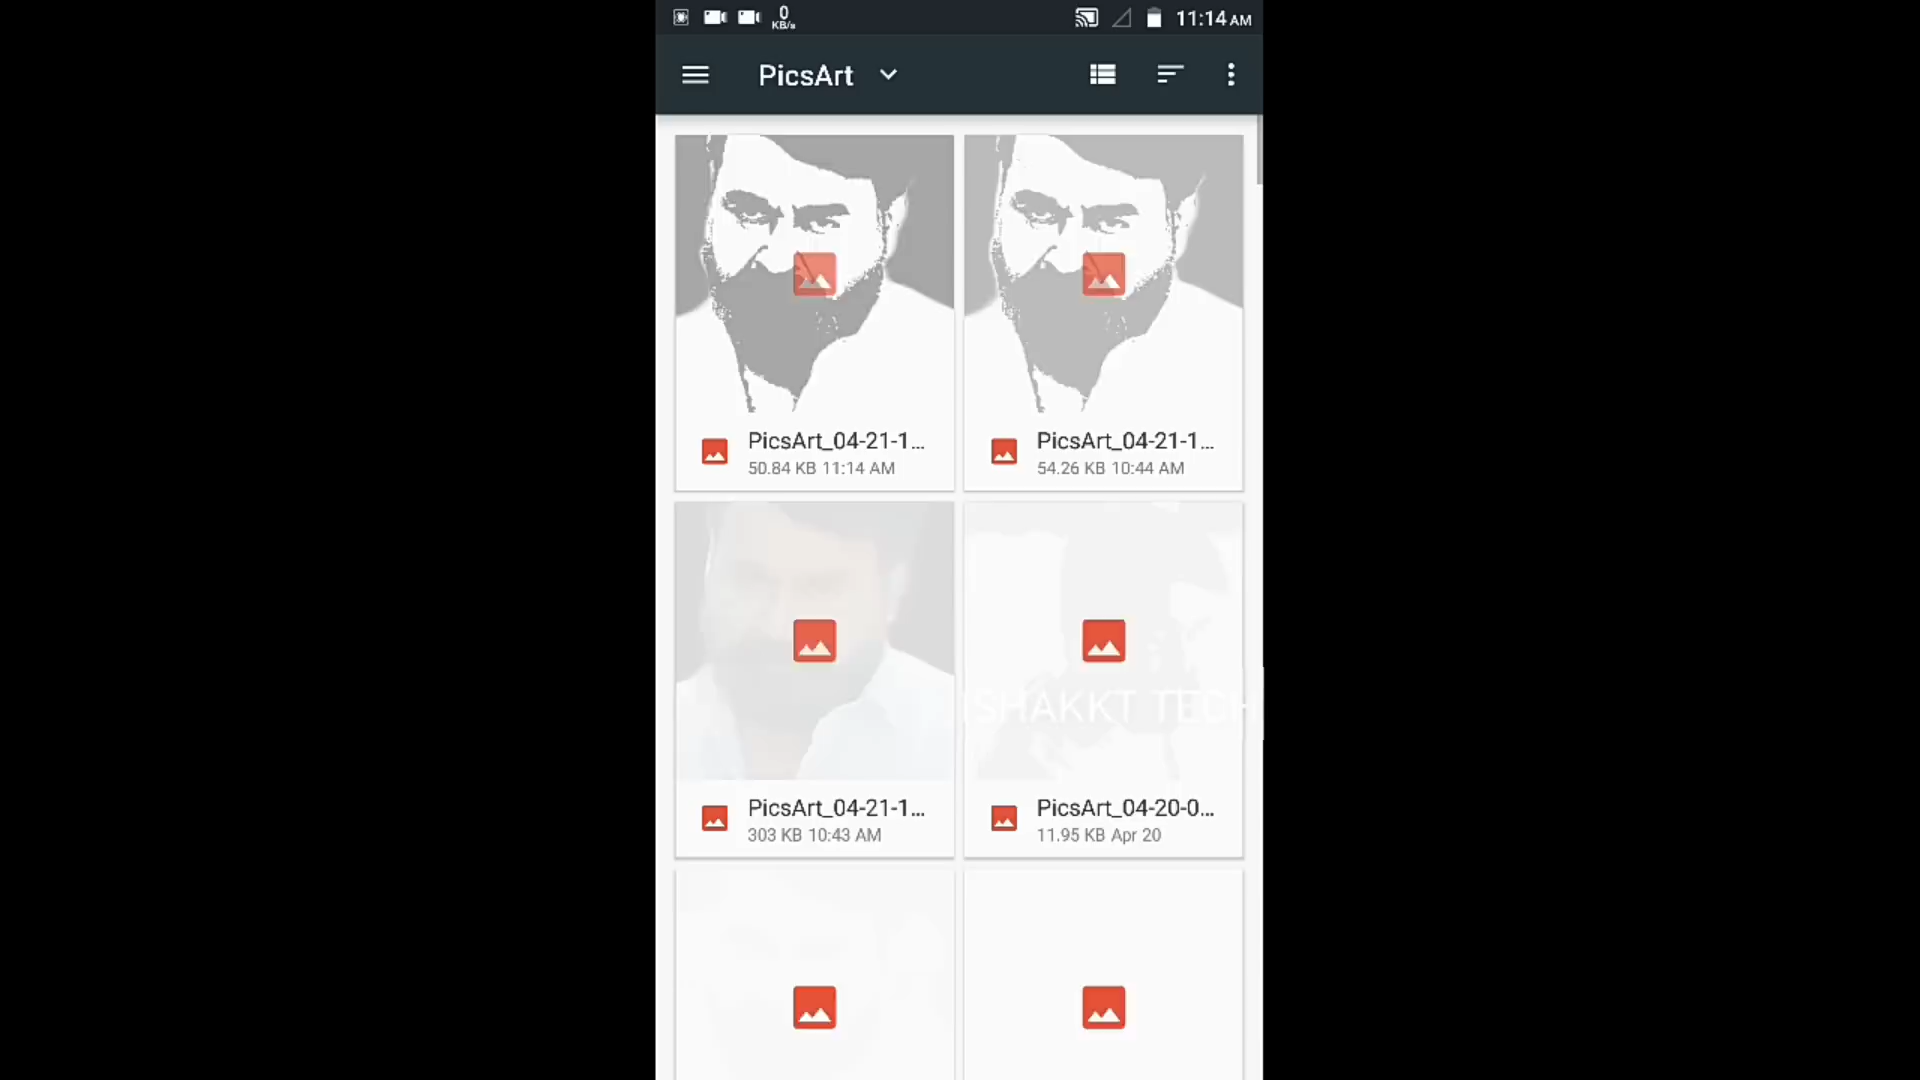 0
KB/s
11:14 AM
PicsArt
PicsArt_04-21-1...
50.84 KB 11:14 AM
PicsArt_04-21-1...
54.26 KB 10:44 AM
SHAKKT TECH
PicsArt_04-21-1...
303 KB 10:43 AM
PicsArt_04-20-0...
11.95 KB Apr 20